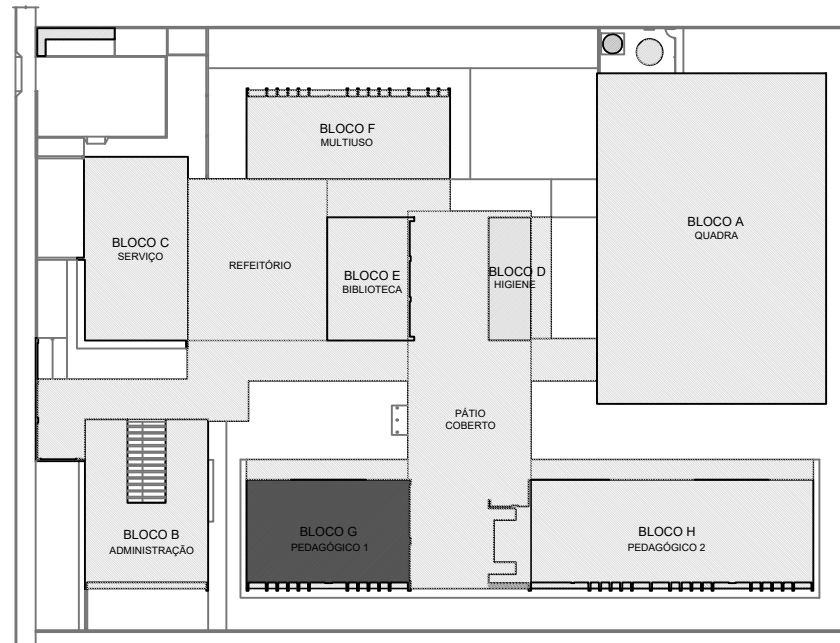 BLOCO F
MULTIUSO
BLOCO A
QUADRA
BLOCO C
SERVIÇO
REFEITÓRIO
BLOCO E
BIBLIOTECA
BLOCO D
HIGIENE
PÁTIO
COBERTO
BLOCO B
ADMINISTRAÇÃO
BLOCO G
PEDAGÓGICO 1
BLOCO H
PEDAGÓGICO 2